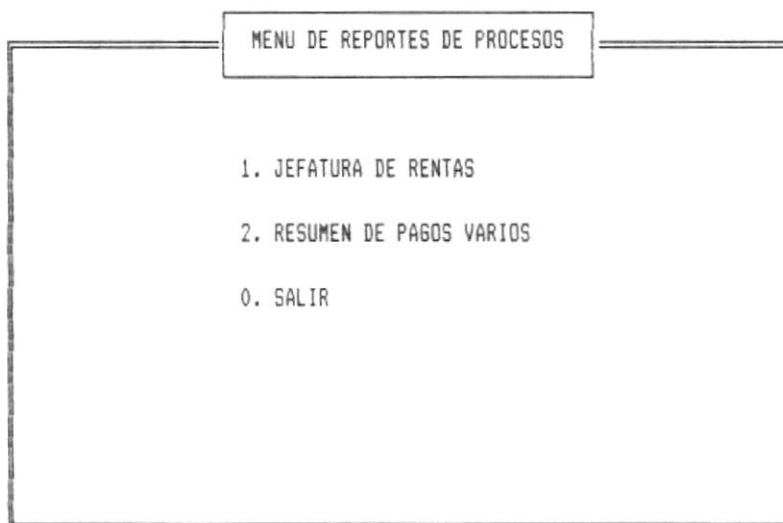 MENU DE REPORTES DE PROCESOS
1. JEFATURA DE RENTAS
2. RESUMEN DE PAGOS VARIOS
0. SALIR